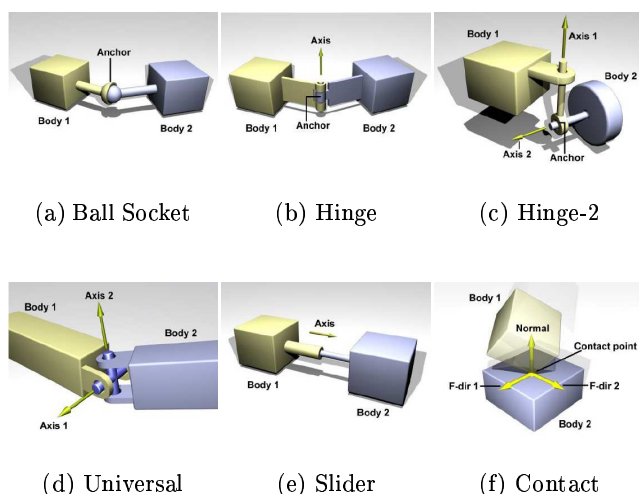 Anchor
Body 1
Body 2
(a) Ball Socket
Axis
Body 1
Anchor
Body 2
(b) Hinge
Axis 1
Body 1
Body 2
Axis 2
Anchor
(c) Hinge-2
Body 1
Axis 2
Body 2
Axis 1
(d) Universal
Axis
Body 1
Body 2
(e) Slider
Body 1
Normal
Contact point
F-dir 1
F-dir 2
Body 2
(f) Contact